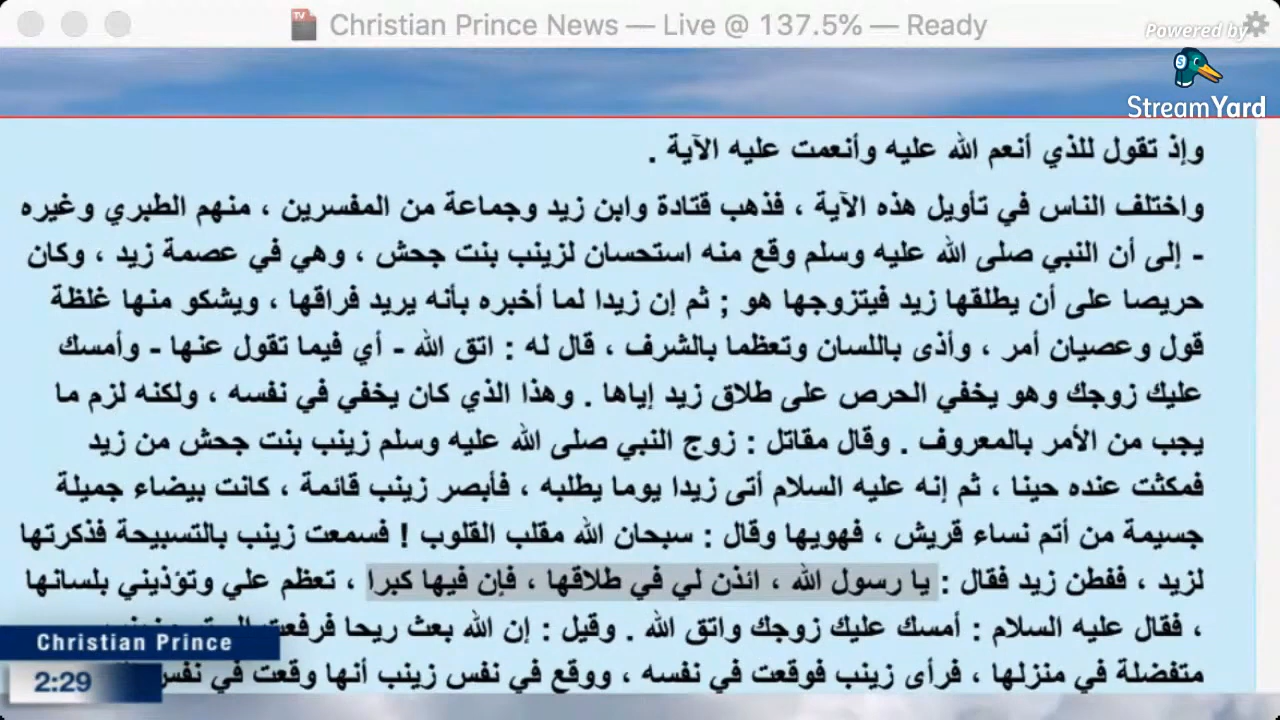 Christian Prince News — Live @ 137.5% — Ready
Powered by
StreamYard
وإذ تقول للذي أنعم الله عليه وأنعمت عليه الآية .
واختلف الناس في تأويل هذه الآية ، فذهب قتادة وابن زيد وجماعة من المفسرين ، منهم الطبري وغيره
- إلى أن النبي صلى الله عليه وسلم وقع منه استحسان لزينب بنت جحش ، وهي في عصمة زيد ، وكان
حريصا على أن يطلقها زيد فيتزوجها هو ; ثم إن زيدا لما أخبره بأنه يريد فراقها ، ويشكو منها غلظة
قول وعصيان أمر ، وأذى باللسان وتعظما بالشرف ، قال له : اتق الله - أي فيما تقول عنها - وأمسك
عليك زوجك وهو يخفي الحرص على طلاق زيد إياها . وهذا الذي كان يخفي في نفسه ، ولكنه لزم ما
يجب من الأمر بالمعروف . وقال مقاتل : زوج النبي صلى الله عليه وسلم زينب بنت جحش من زيد
فمكثت عنده حينا ، ثم إنه عليه السلام أتى زيدا يوما يطلبه ، فأبصر زينب قائمة ، كانت بيضاء جميلة
جسيمة من أتم نساء قريش ، فهويها وقال : سبحان الله مقلب القلوب ! فسمعت زينب بالتسبيحة فذكرتها
لزيد ، ففطن زيد فقال : يا رسول الله ، ائذن لي في طلاقها ، فإن فيها كبرا ، تعظم علي وتؤذيني بلسانها
، فقال عليه السلام : أمسك عليك زوجك واتق الله . وقيل : إن الله بعث ريحا فرفعت
متفضلة في منزلها ، فرأى زينب فوقعت في نفسه ، ووقع في نفس زينب أنها وقعت في نفس
Christian Prince
2:29